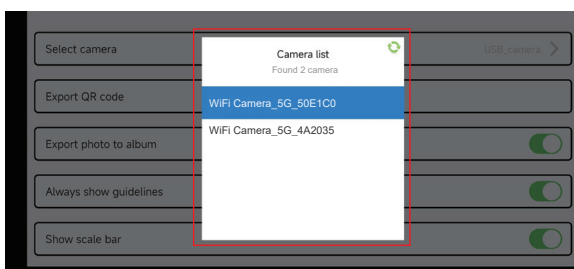 Select camera
USB_camera
Export QR code
Export photo to album
Always show guidelines
Show scale bar
Camera list
Found 2 camera
WiFi Camera_5G_50E1C0
WiFi Camera_5G_4A2035